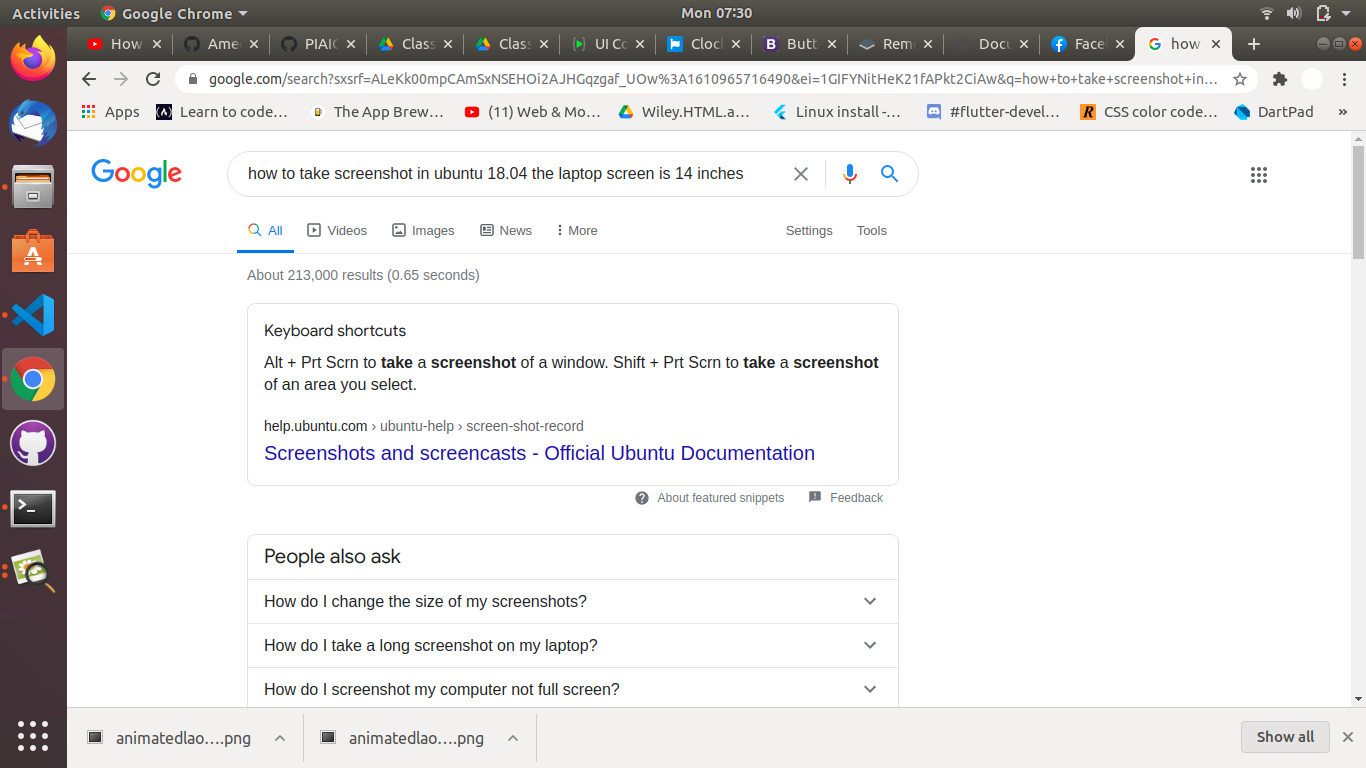 Activities
Google Chrome
Mon 07:30
How
Ame
PIAIC
Class
Class
UI Co
Clock
Butt
Rem
Docu
Facel
how
google.com/search?sxsrf=ALeKk00mpCAmSxNSEHOi2AJHGqzgaf_UOw%3A1610965716490&ei=1GIFYNitHeK21fAPkt2CiAw&q=how+to+take+screenshot+in...
Apps
Learn to code...
The App Brew...
(11) Web & Mo...
Wiley.HTML.a...
Linux install -...
#flutter-devel...
CSS color code...
DartPad
»
Google
how to take screenshot in ubuntu 18.04 the laptop screen is 14 inches
All
Videos
Images
News
More
Settings
Tools
About 213,000 results (0.65 seconds)
Keyboard shortcuts
Alt + Prt Scrn to take a screenshot of a window. Shift + Prt Scrn to take a screenshot
of an area you select.
help.ubuntu.com › ubuntu-help › screen-shot-record
Screenshots and screencasts - Official Ubuntu Documentation
About featured snippets
Feedback
People also ask
How do I change the size of my screenshots?
How do I take a long screenshot on my laptop?
How do I screenshot my computer not full screen?
animatedlao....png
animatedlao....png
Show all